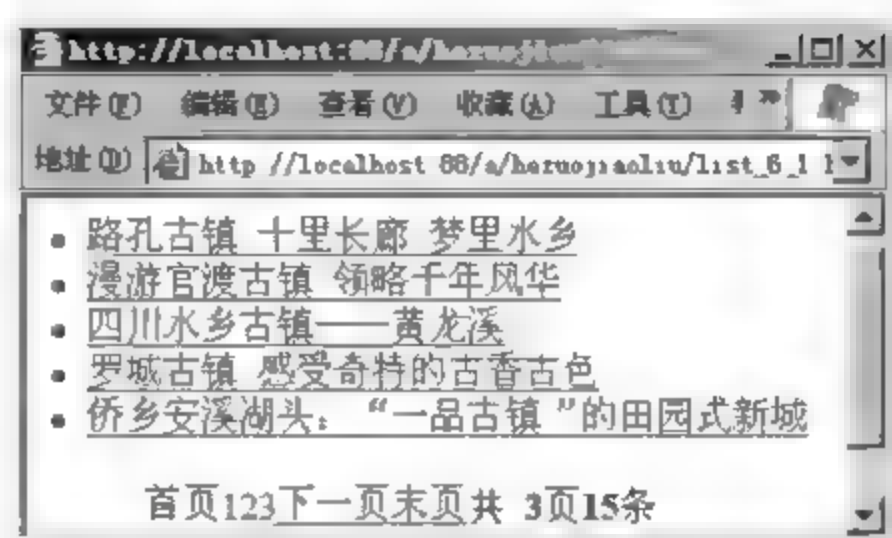 http://localhost:88/a/heruojiao
文件(F) 编辑(E) 查看(V) 收藏(A) 工具(T) »
地址(D) http //localhost 88/a/heruojiaoliu/list_6_1
路孔古镇 十里长廊 梦里水乡
漫游官渡古镇 领略千年风华
四川水乡古镇——黄龙溪
罗城古镇 感受奇特的古香古色
侨乡安溪湖头：“一品古镇”的田园式新城
首页123下一页末页共 3页15条